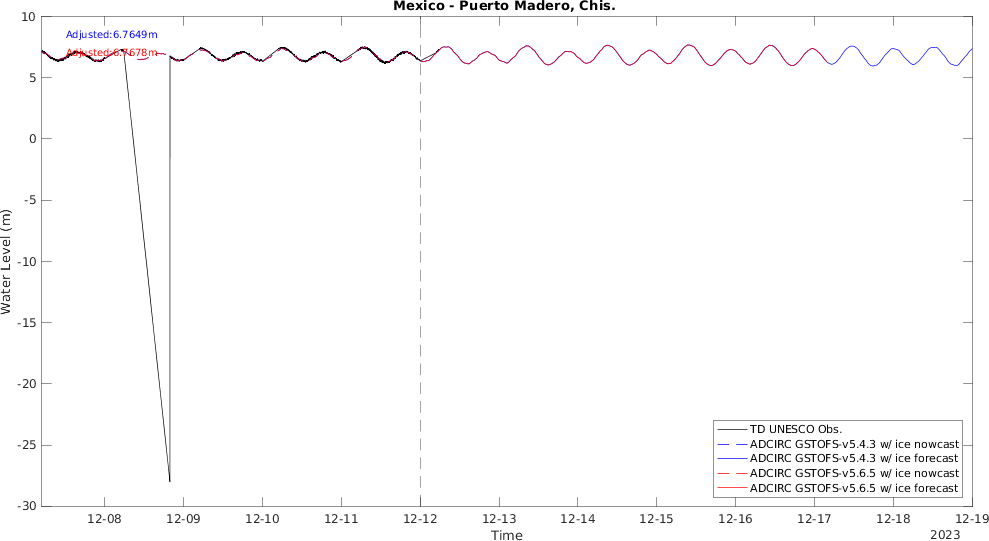 Mexico - Puerto Madero, Chis.
10
5
0
-5
-10
-15
-20
-25
-30
Water Level (m)
Adjusted:6.7649m
Adjusted:6.7678m
TD UNESCO Obs.
ADCIRC GSTOFS-v5.4.3 w/ ice nowcast
ADCIRC GSTOFS-v5.4.3 w/ ice forecast
ADCIRC GSTOFS-v5.6.5 w/ ice nowcast
ADCIRC GSTOFS-v5.6.5 w/ ice forecast
12-08 12-09 12-10 12-11 12-12 12-13 12-14 12-15 12-16 12-17 12-18 12-19
Time
2023